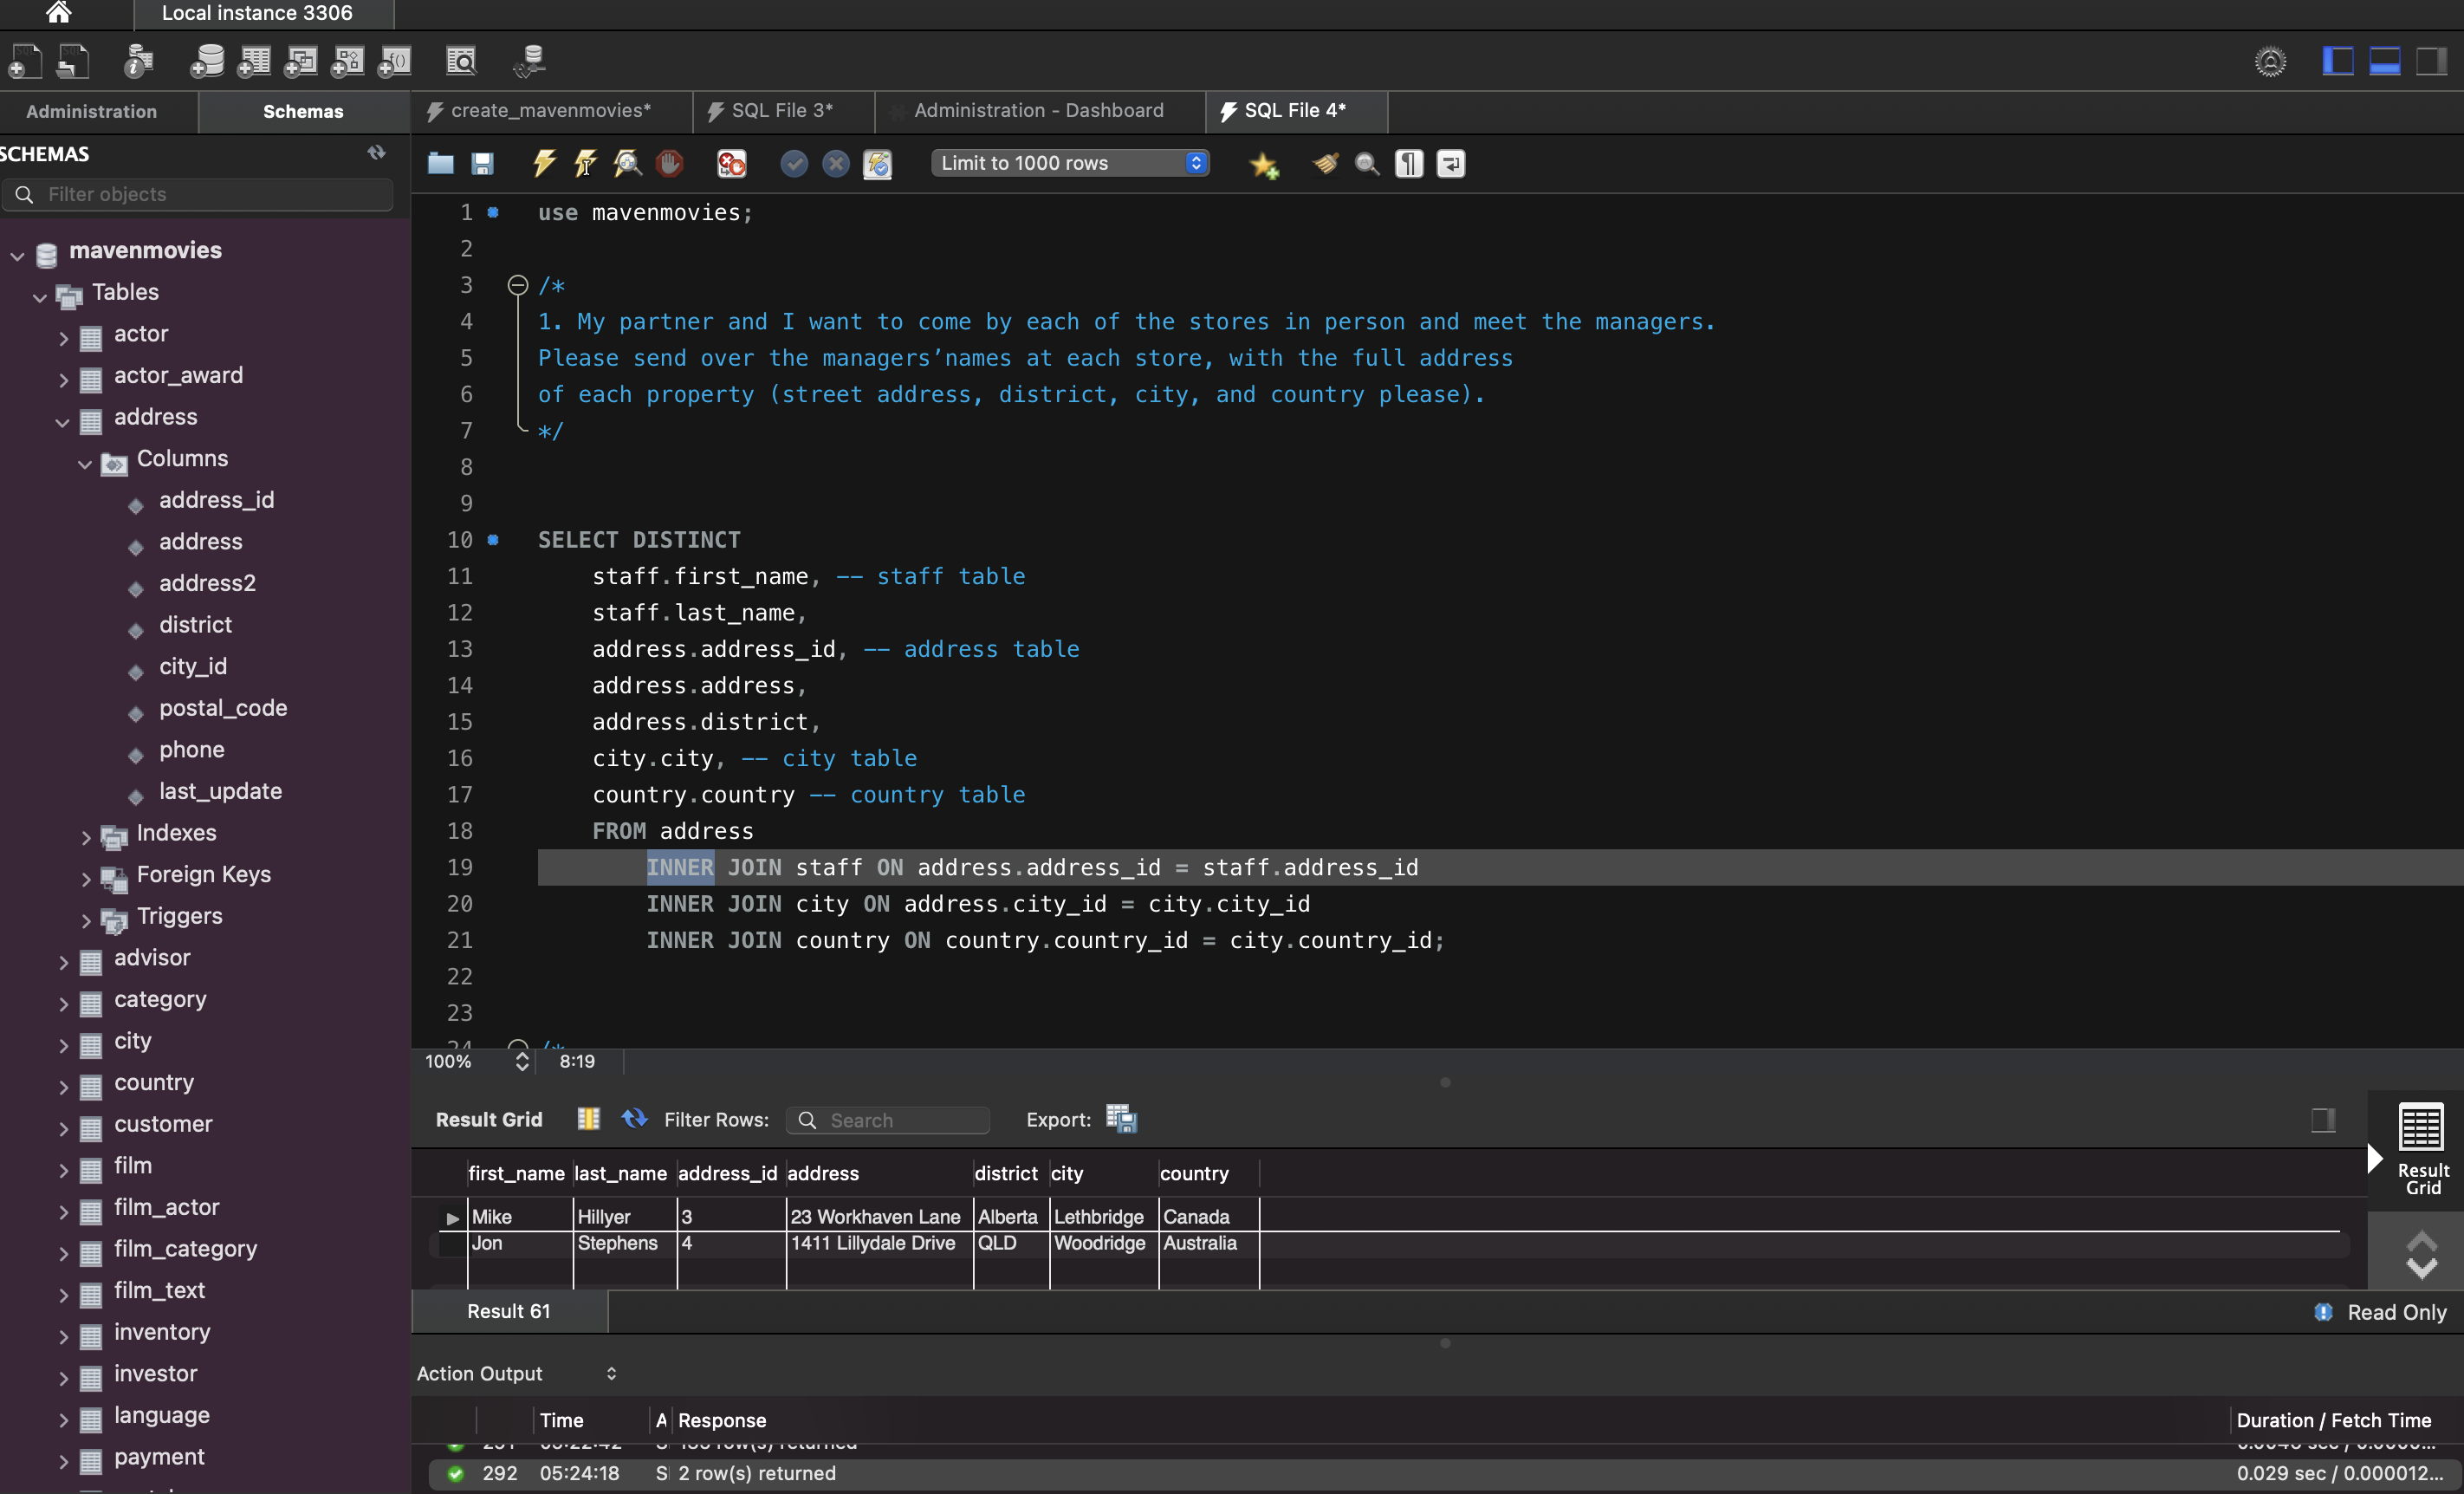 Local instance 3306
Administration
Schemas
create_mavenmovies*
SQL File 3*
Administration - Dashboard
SQL File 4*
SCHEMAS
Filter objects
mavenmovies
Tables
actor
actor_award
address
Columns
address_id
address
address2
district
city_id
postal_code
phone
last_update
Indexes
Foreign Keys
Triggers
advisor
category
city
country
customer
film
film_actor
film_category
film_text
inventory
investor
language
payment
Limit to 1000 rows
1 use mavenmovies;
2
3 /*
4 1. My partner and I want to come by each of the stores in person and meet the managers.
5 Please send over the managers’names at each store, with the full address
6 of each property (street address, district, city, and country please).
7 */
8
9
10 SELECT DISTINCT
11 staff.first_name, -- staff table
12 staff.last_name,
13 address.address_id, -- address table
14 address.address,
15 address.district,
16 city.city, -- city table
17 country.country -- country table
18 FROM address
19 INNER JOIN staff ON address.address_id = staff.address_id
20 INNER JOIN city ON address.city_id = city.city_id
21 INNER JOIN country ON country.country_id = city.country_id;
22
23
24 /*
100% 8:19
Result Grid Filter Rows: Search Export:
first_name last_name address_id address district city country
Mike Hillyer 3 23 Workhaven Lane Alberta Lethbridge Canada
Jon Stephens 4 1411 Lillydale Drive QLD Woodridge Australia
Result
Grid
Result 61
Read Only
Action Output
Time A Response Duration / Fetch Time
292 05:24:18 S 2 row(s) returned 0.029 sec / 0.000012...